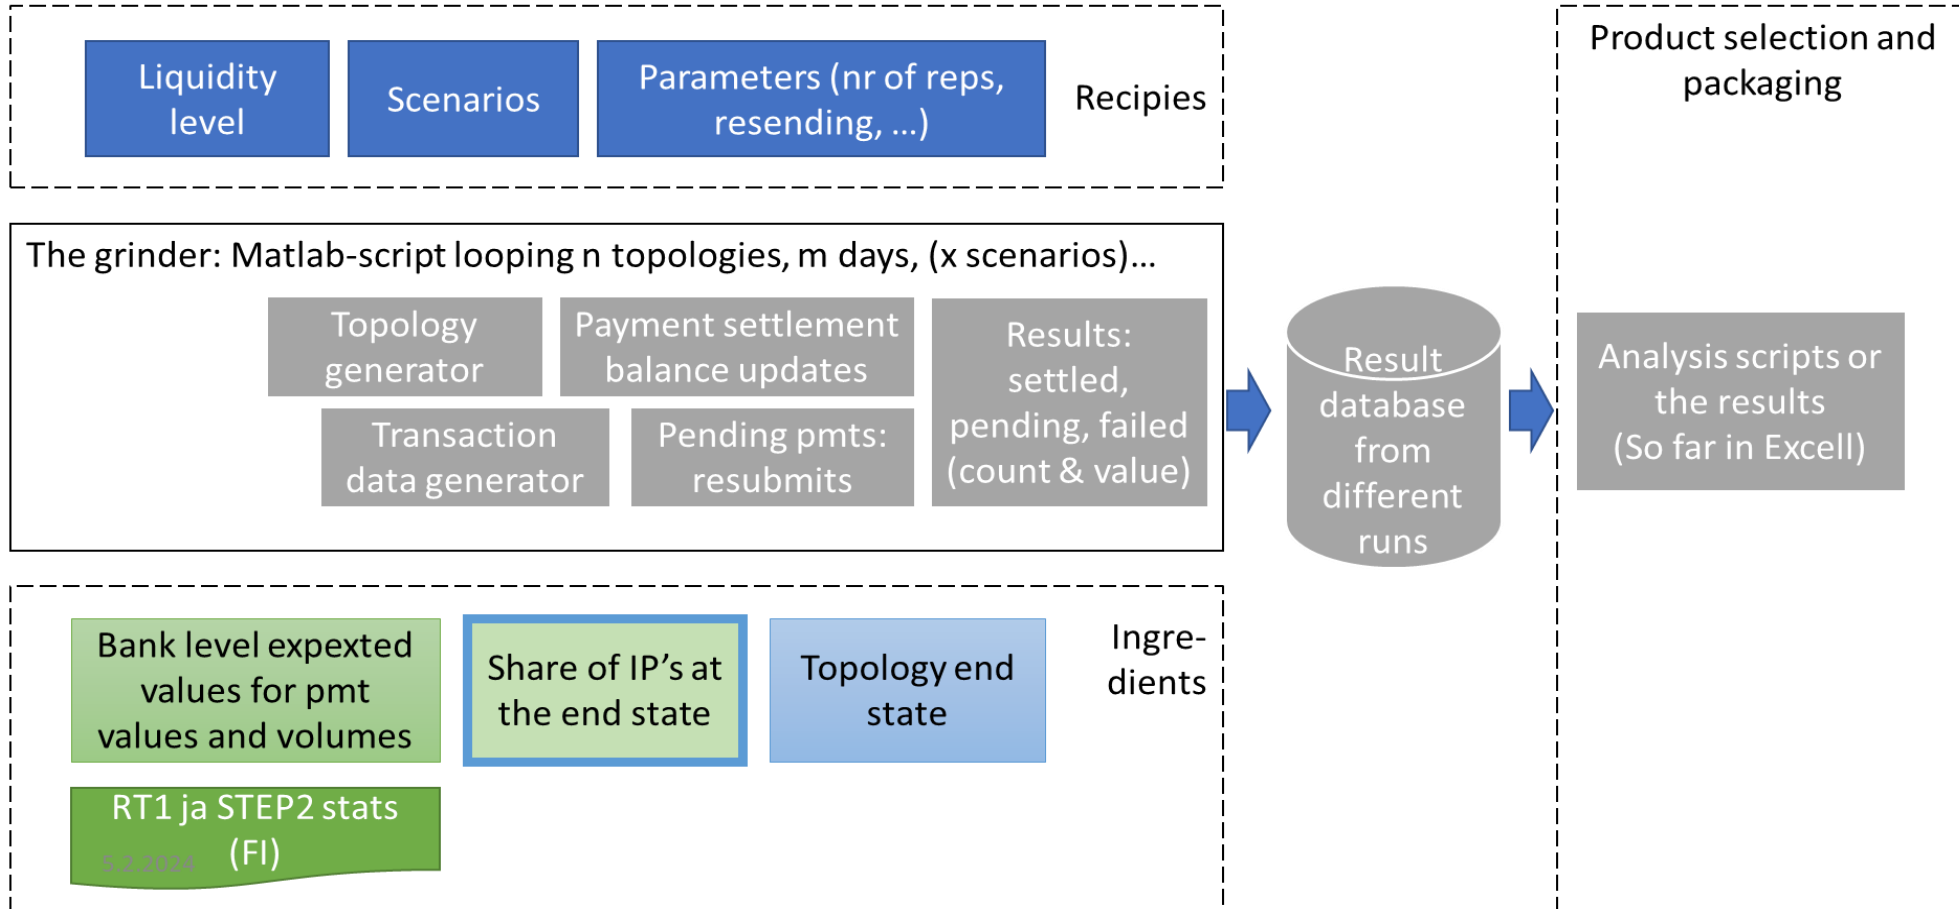 Liquidity
level
Scenarios
Parameters (nr of reps,
resending, …)
Recipies
The grinder: Matlab-script looping n topologies, m days, (x scenarios)…
Topology
generator
Payment settlement
balance updates
Transaction
data generator
Pending pmts:
resubmits
Results:
settled,
pending, failed
(count & value)
Result
database
from
different
runs
Product selection and
packaging
Analysis scripts or
the results
(So far in Excell)
Bank level expexted
values for pmt
values and volumes
Share of IP’s at
the end state
Topology end
state
Ingre-
dients
RT1 ja STEP2 stats
(FI)
5.2.2024